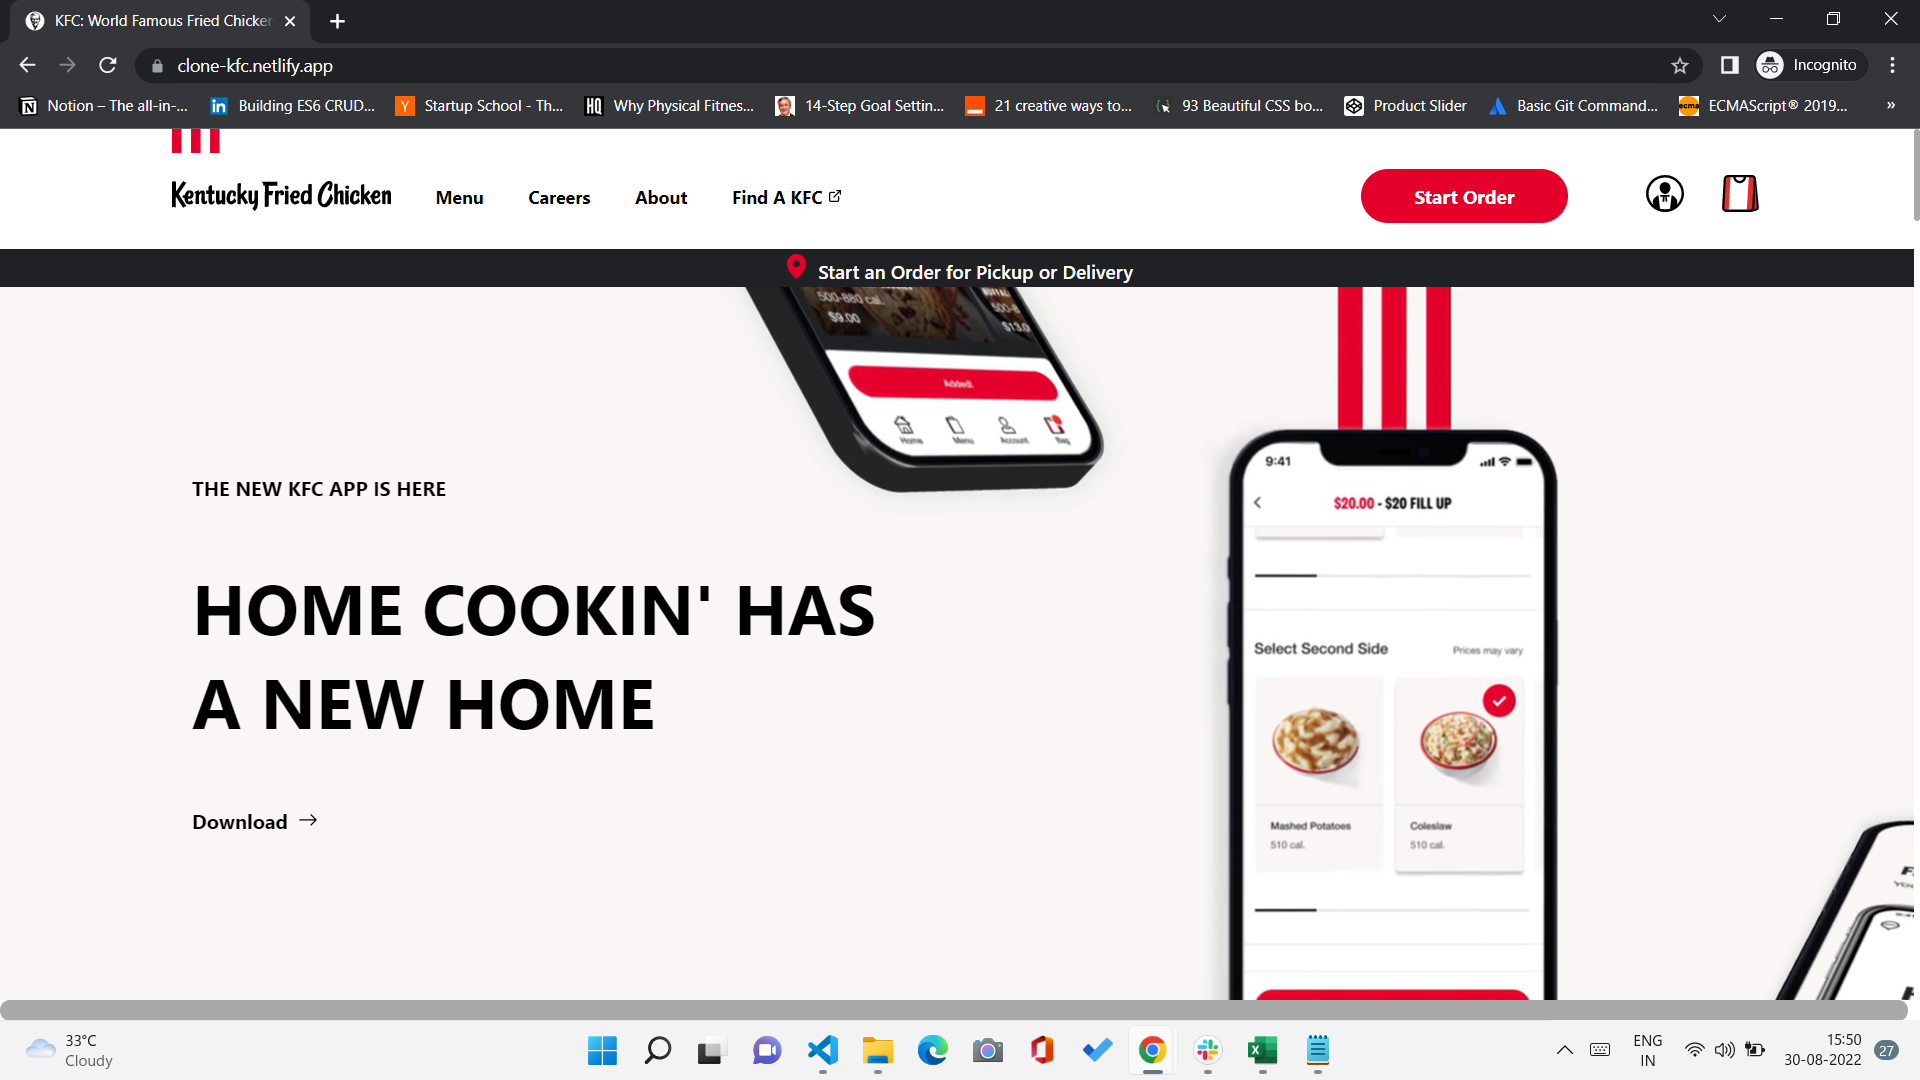 KFC: World Famous Fried Chicken
clone-kfc.netlify.app
Incognito
Notion – The all-in-...
Building ES6 CRUD...
Startup School - Th...
Why Physical Fitnes...
14-Step Goal Settin...
21 creative ways to...
93 Beautiful CSS bo...
Product Slider
Basic Git Command...
ECMAScript® 2019...
»
Kentucky Fried Chicken
Menu
Careers
About
Find A KFC
Start Order
Start an Order for Pickup or Delivery
500-880 cal.
$9.00
$13.0
Added!
Home
Menu
Account
Bag
THE NEW KFC APP IS HERE
HOME COOKIN' HAS
A NEW HOME
Download
9:41
$20.00 - $20 FILL UP
Select Second Side
Prices may vary
Mashed Potatoes
510 cal.
Coleslaw
510 cal.
33°C
Cloudy
ENG
IN
15:50
30-08-2022
27